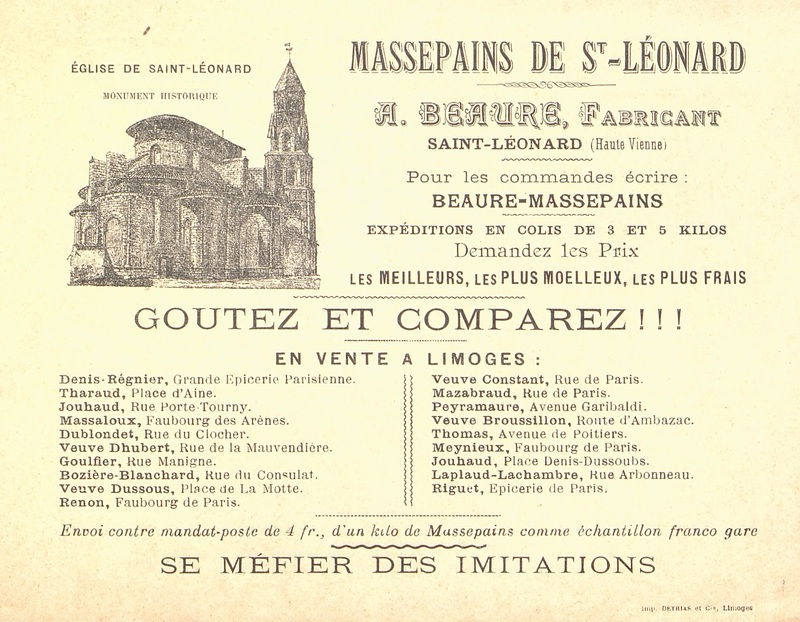 ÉGLISE DE SAINT-LÉONARD
MONUMENT HISTORIQUE
MASSEPAINS DE ST-LÉONARD
A. BEAURE, FABRICANT
SAINT-LÉONARD (Haute Vienne)
Pour les commandes écrire :
BEAURE-MASSEPAINS
EXPÉDITIONS EN COLIS DE 3 ET 5 KILOS
Demandez les Prix
LES MEILLEURS, LES PLUS MOELLEUX, LES PLUS FRAIS
GOUTEZ ET COMPAREZ ! ! !
EN VENTE A LIMOGES :
Denis-Régnier, Grande Epicerie Parisienne.
Tharaud, Place d'Aine.
Jouhaud, Rue Porte-Tourny.
Massaloux, Faubourg des Arènes.
Dublondet, Rue du Clocher.
Veuve Dhubert, Rue de la Mauvendière.
Goulfier, Rue Manigne.
Bozière-Blanchard, Rue du Consulat.
Veuve Dussous, Place de La Motte.
Renon, Faubourg de Paris.
Veuve Constant, Rue de Paris.
Mazabraud, Rue de Paris.
Peyramaure, Avenue Garibaldi.
Veuve Broussillon, Route d'Ambazac.
Thomas, Avenue de Poitiers.
Meynieux, Faubourg de Paris.
Jouhaud, Place Denis-Dussoubs.
Laplaud-Lachambre, Rue Arbonneau.
Riguet, Epicerie de Paris.
Envoi contre mandat-poste de 4 fr., d'un kilo de Massepains comme échantillon franco gare
SE MÉFIER DES IMITATIONS
Imp. DETHIAS et Cie, Limoges